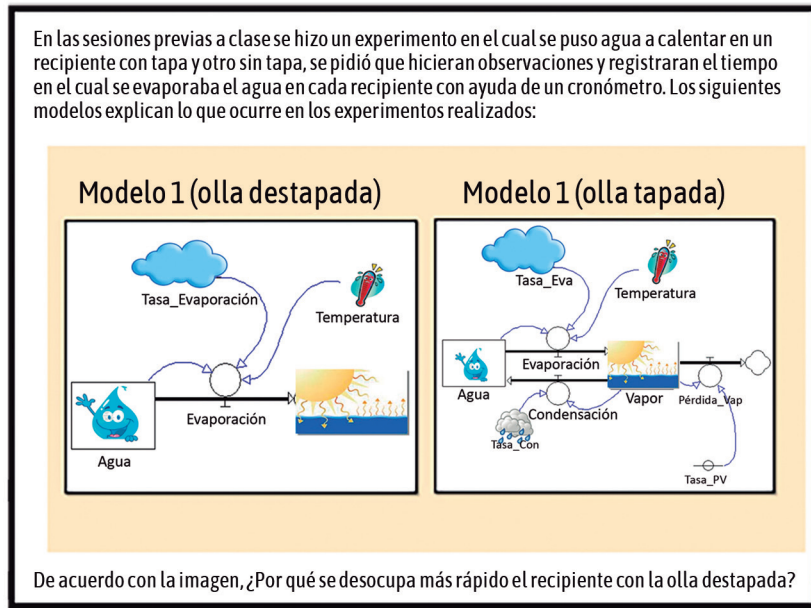 En las sesiones previas a clase se hizo un experimento en el cual se puso agua a calentar en un
recipiente con tapa y otro sin tapa, se pidió que hicieran observaciones y registraran el tiempo
en el cual se evaporaba el agua en cada recipiente con ayuda de un cronómetro. Los siguientes
modelos explican lo que ocurre en los experimentos realizados:
Modelo 1 (olla destapada)
Tasa_Evaporación
Temperatura
Evaporación
Agua
Modelo 1 (olla tapada)
Tasa_Eva
Temperatura
Evaporación
Agua
Vapor
Pérdida_Vap
Condensación
Tasa_Con
Tasa_PV
De acuerdo con la imagen, ¿Por qué se desocupa más rápido el recipiente con la olla destapada?